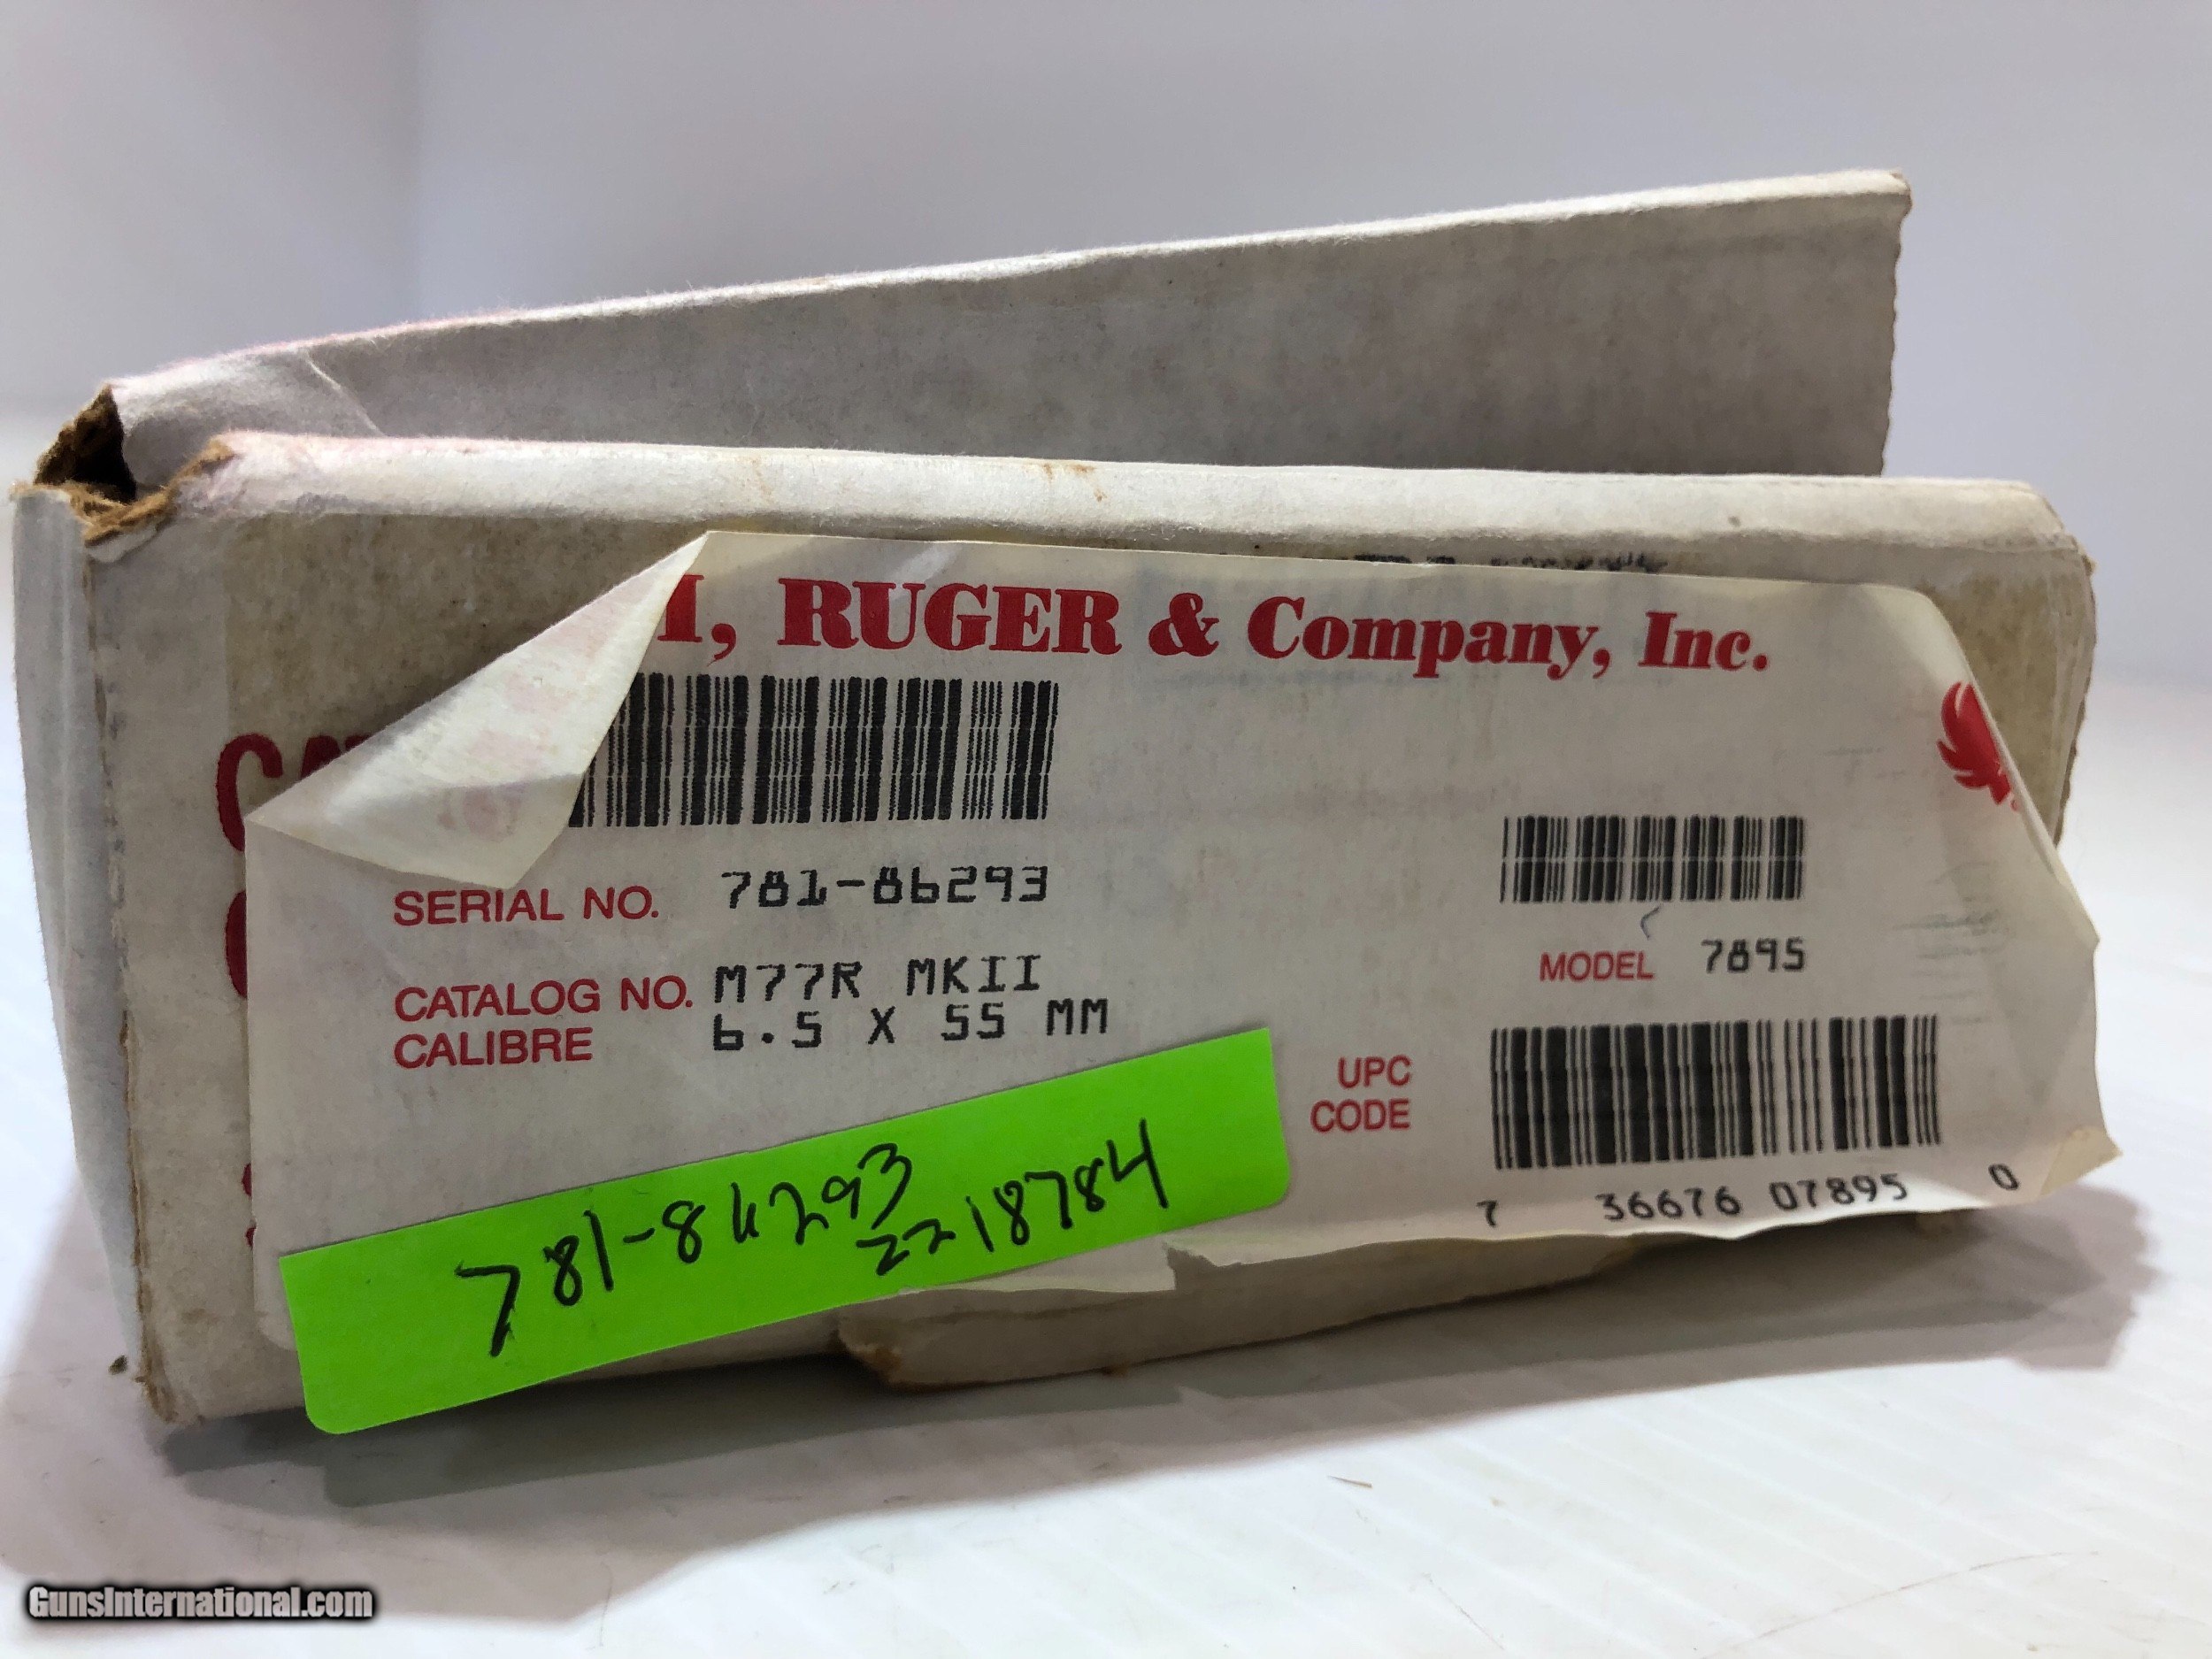 , RUGER & Company, Inc.
SERIAL NO. 781-86293
CATALOG NO. M77R MKII
CALIBRE 6.5 X 55 MM
MODEL 7895
UPC
CODE
7 36676 07895 0
781-86293
2218784
GunsInternational.com